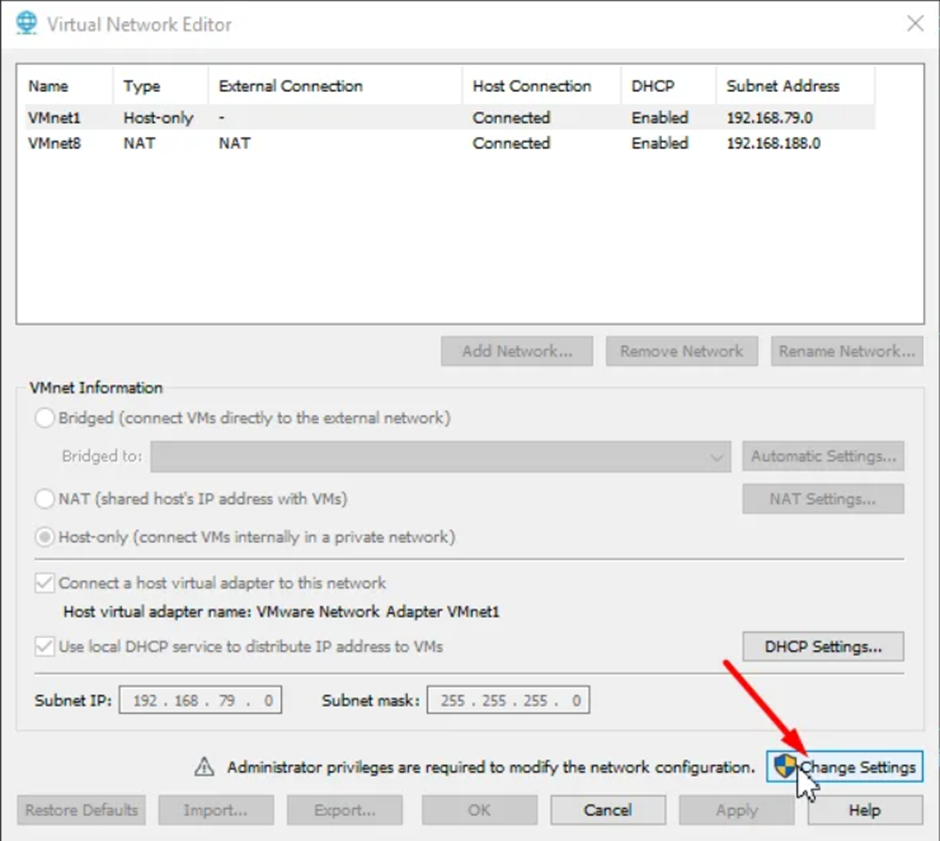 Virtual Network Editor
Name Type External Connection Host Connection DHCP Subnet Address
VMnet1 Host-only - Connected Enabled 192.168.79.0
VMnet8 NAT NAT Connected Enabled 192.168.188.0
Add Network... Remove Network Rename Network...
VMnet Information
Bridged (connect VMs directly to the external network)
Bridged to: Automatic Settings...
NAT (shared host's IP address with VMs) NAT Settings...
Host-only (connect VMs internally in a private network)
Connect a host virtual adapter to this network
Host virtual adapter name: VMware Network Adapter VMnet1
Use local DHCP service to distribute IP address to VMs DHCP Settings...
Subnet IP: 192 . 168 . 79 . 0 Subnet mask: 255 . 255 . 255 . 0
Administrator privileges are required to modify the network configuration. Change Settings
Restore Defaults Import... Export... OK Cancel Apply Help